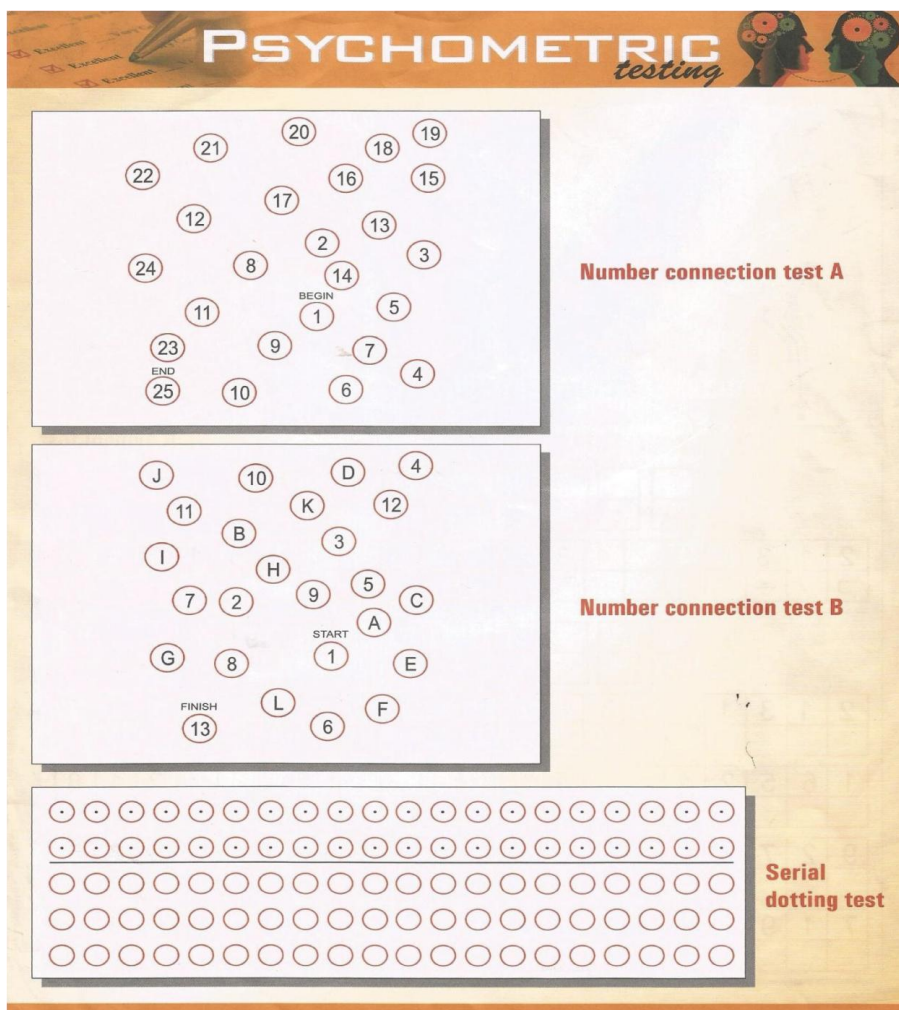 PSYCHOMETRIC
testing
Excellent
Excellent
20
19
21
18
22
16
15
17
12
13
2
3
24
8
14
BEGIN
11
1
5
23
9
7
END
4
25
10
6
Number connection test A
J
10
D
4
11
K
12
B
3
I
H
5
7
2
9
C
A
START
G
8
1
E
L
F
FINISH
6
13
Number connection test B
Serial
dotting test